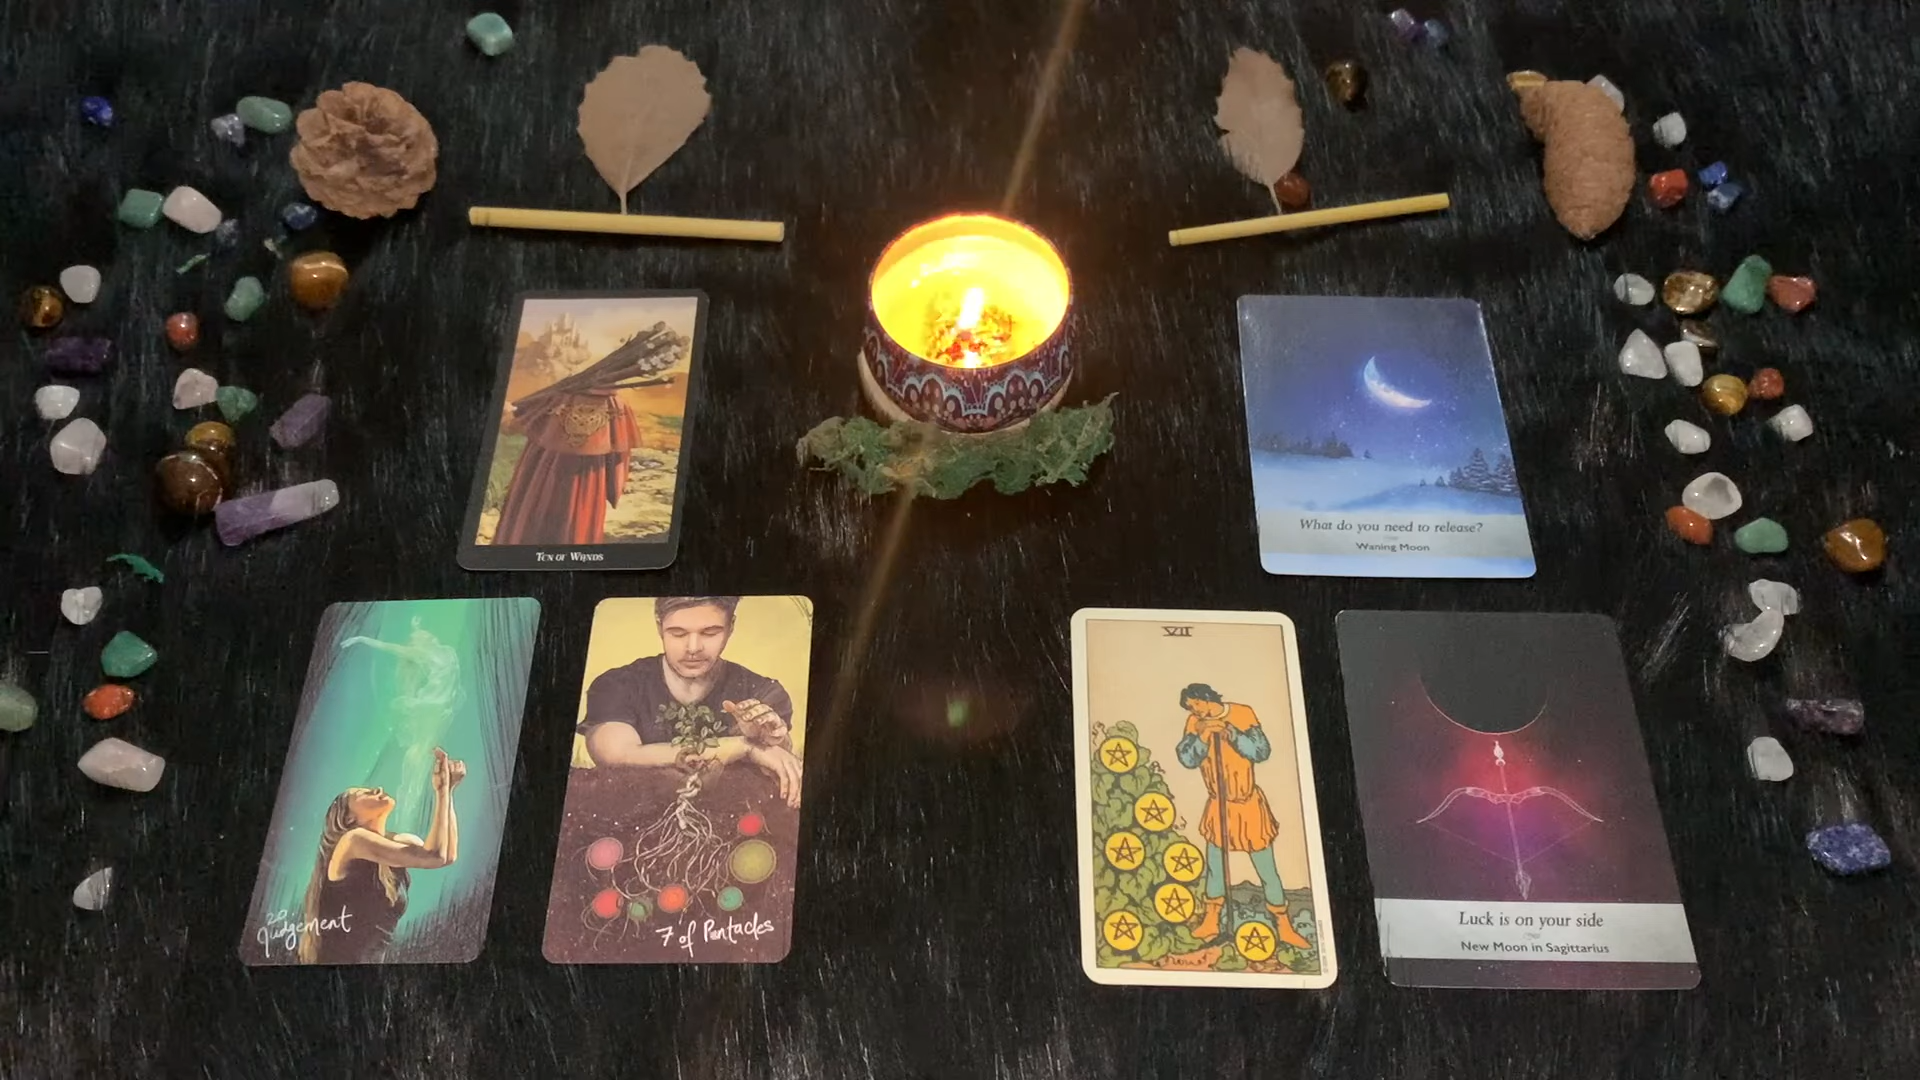 TEN OF WANDS
What do you need to release?
Waning Moon
20
Judgement
7 of Pentacles
VII
Luck is on your side
New Moon in Sagittarius